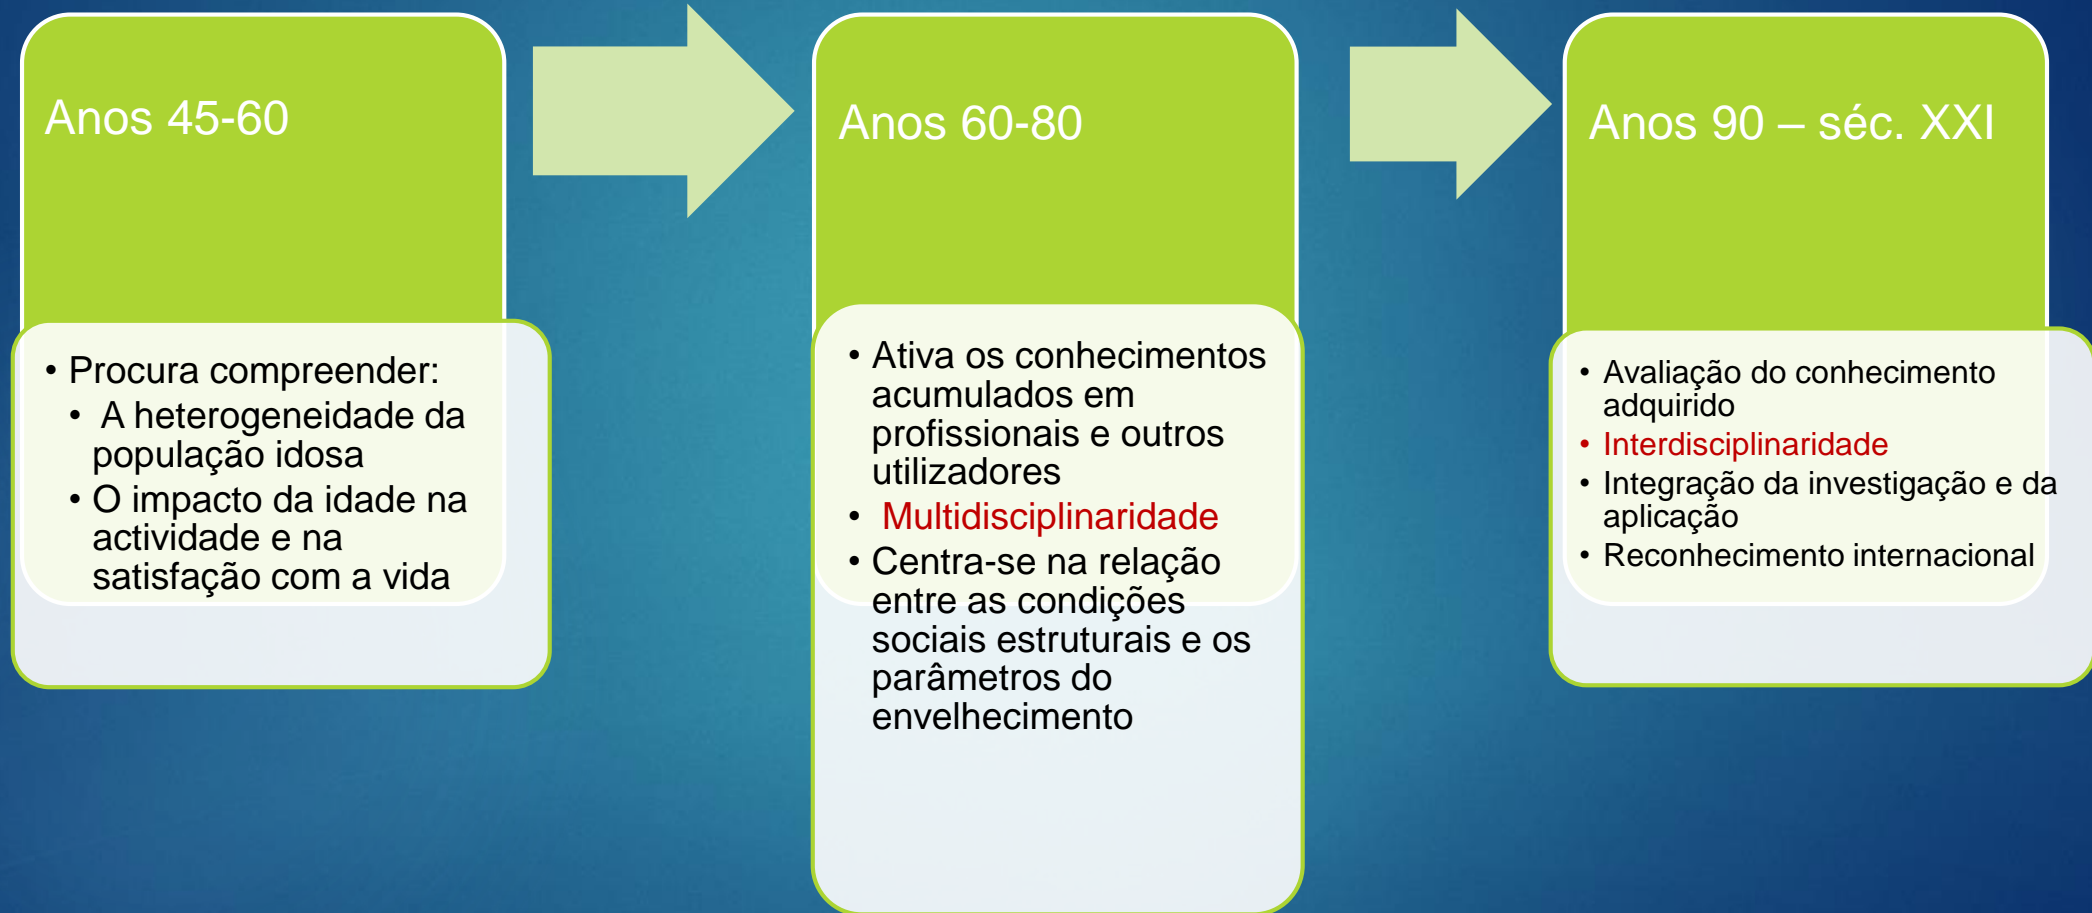 Anos 45-60
• Procura compreender:
• A heterogeneidade da
população idosa
• O impacto da idade na
actividade e na
satisfação com a vida
Anos 60-80
• Ativa os conhecimentos
acumulados em
profissionais e outros
utilizadores
• Multidisciplinaridade
• Centra-se na relação
entre as condições
sociais estruturais e os
parâmetros do
envelhecimento
Anos 90 – séc. XXI
• Avaliação do conhecimento
adquirido
• Interdisciplinaridade
• Integração da investigação e da
aplicação
• Reconhecimento internacional